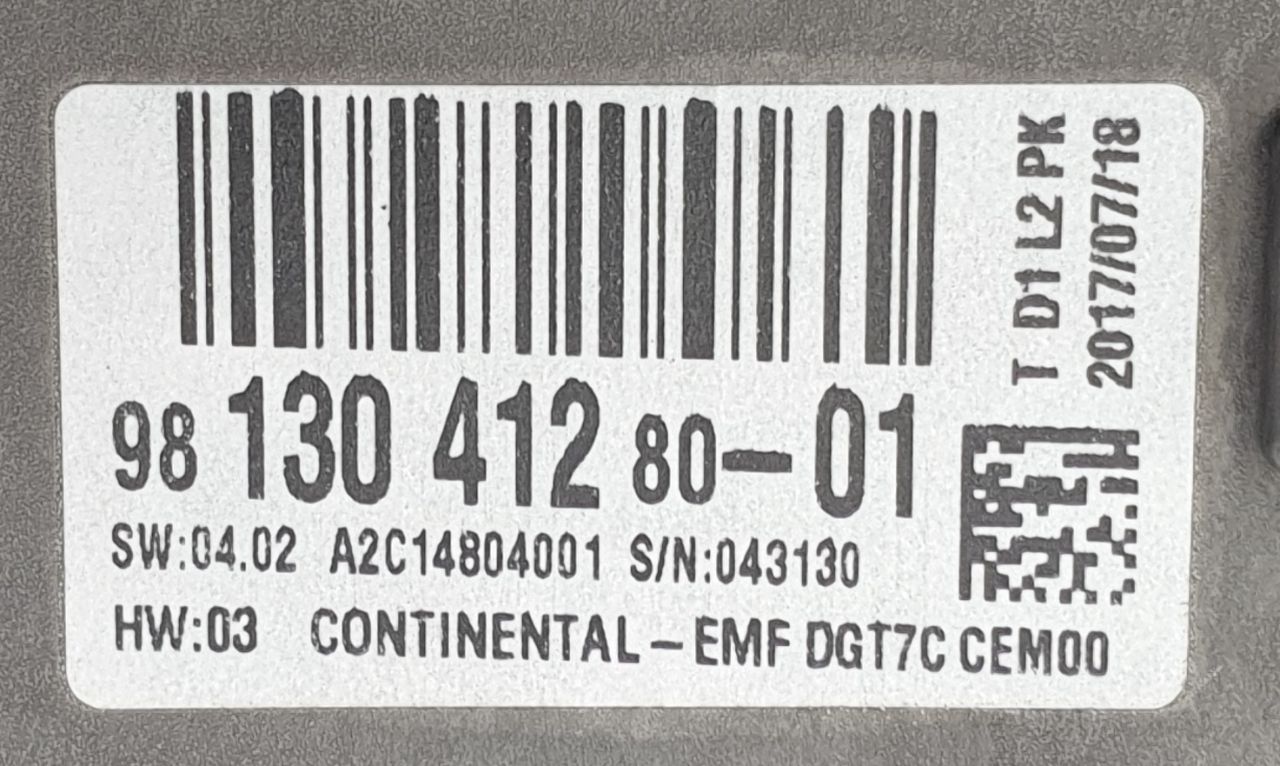 98 130 412 80-01
SW:04.02 A2C14804001 S/N:043130
HW:03 CONTINENTAL-EMF DGT7C CEM00
T D1 L2 PK
2017/07/18